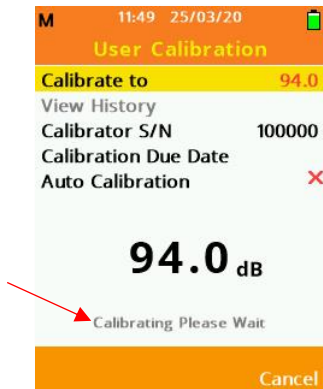 M 11:49 25/03/20
User Calibration
Calibrate to 94.0
View History
Calibrator S/N 100000
Calibration Due Date
Auto Calibration
94.0 dB
Calibrating Please Wait
Cancel